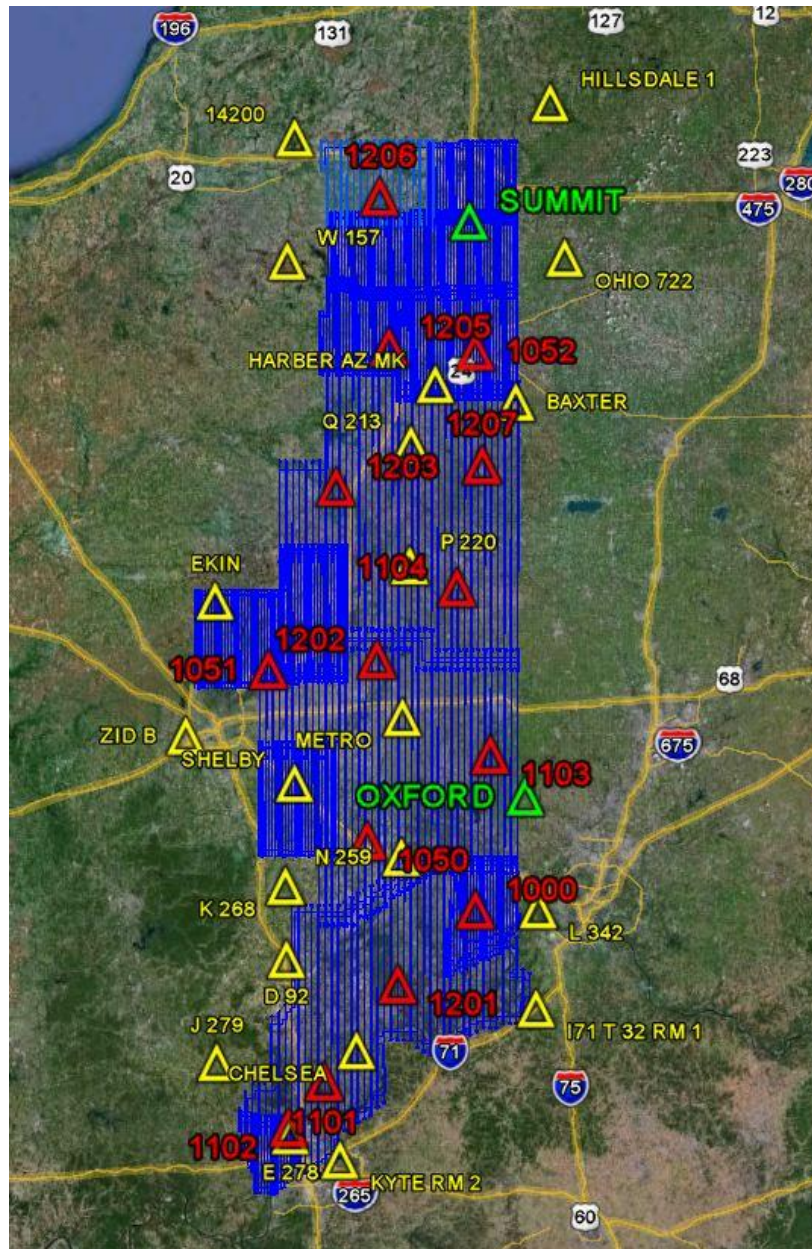 196
131
127
12
HILLSDALE 1
14200
1206
20
223
280
SUMMIT
475
W 157
OHIO 722
1205
HARBER AZ MK
1052
24
BAXTER
Q 213
1207
1203
P 220
EKIN
1104
1202
1051
68
ZID B
METRO
675
SHELBY
1103
OXFORD
N 259
1050
1000
K 268
L 342
D 92
1201
J 279
I71 T 32 RM 1
71
CHELSEA
75
1101
1102
E 278
KYTE RM 2
265
60